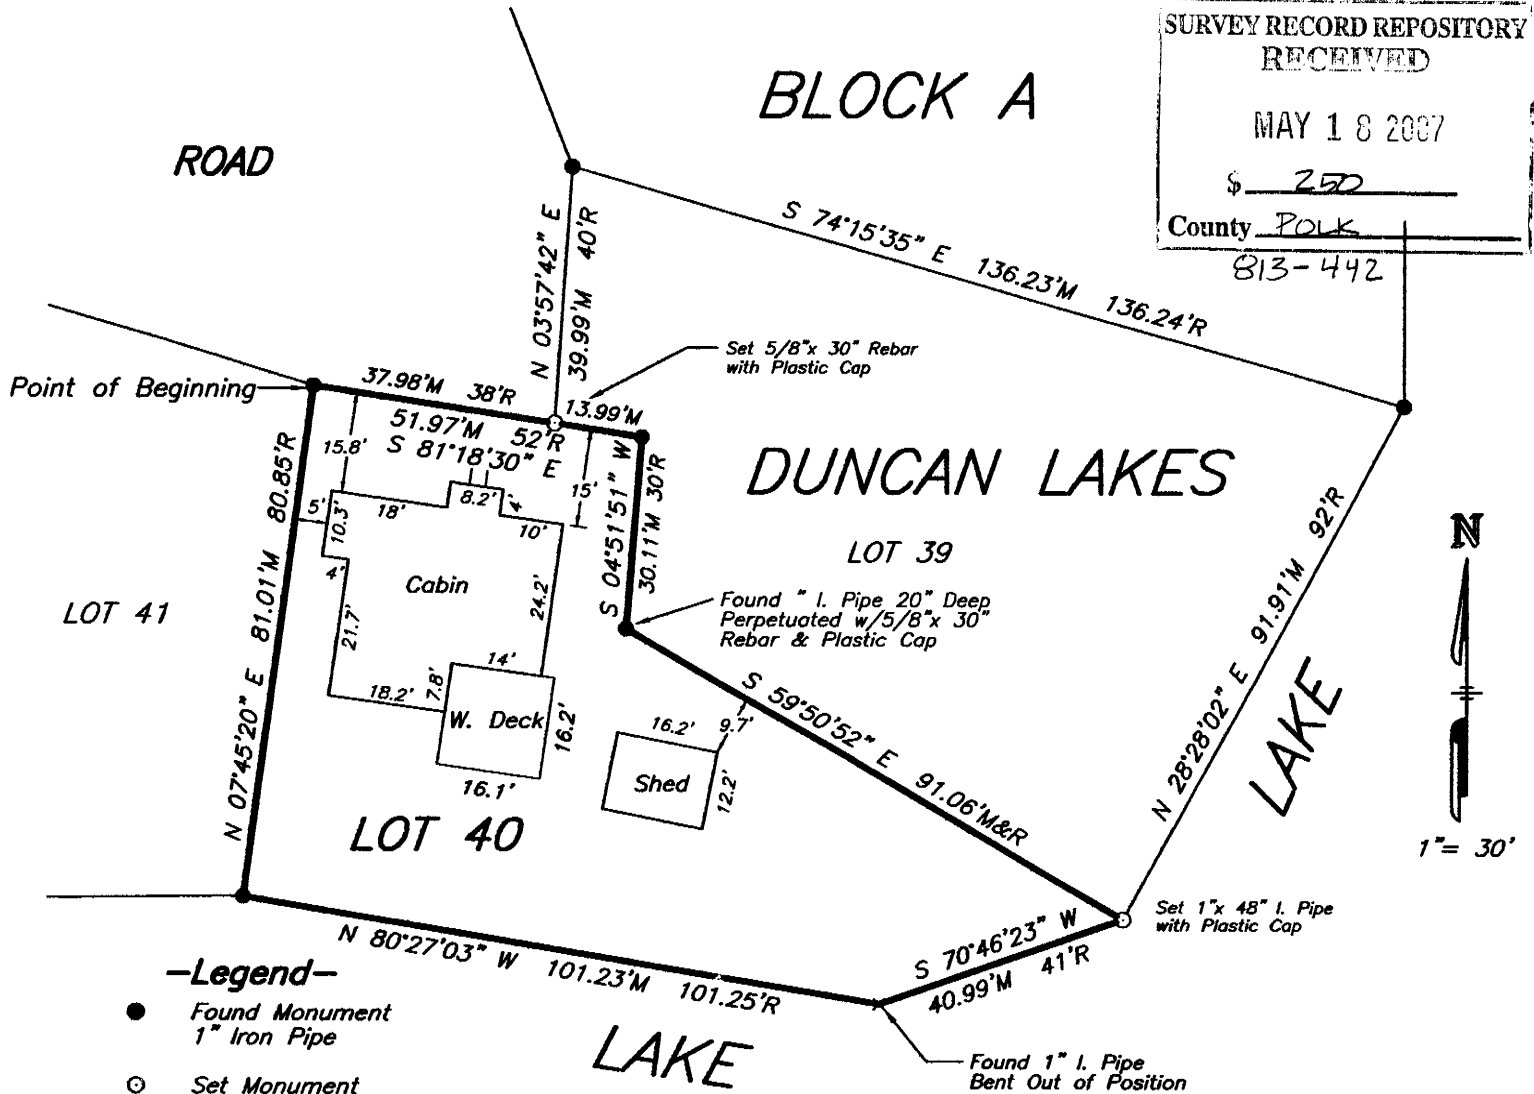 SURVEY RECORD REPOSITORY
RECEIVED
MAY 18 2007
$ 250
County POLK
813-442
BLOCK A
ROAD
S 74°15'35" E 136.23'M 136.24'R
N 03°57'42" E
39.99'M 40'R
Set 5/8"x 30" Rebar
with Plastic Cap
Point of Beginning
37.98'M 38'R
13.99'M
51.97'M 52'R
S 81°18'30" E
15.8'
15'
8.2'
4'
18'
10'
5'
10.3'
4'
Cabin
24.2'
21.7'
18.2'
7.8'
14'
W. Deck
16.2'
16.1'
S 04°51'51" W
30.11'M 30'R
DUNCAN LAKES
LOT 39
Found " I. Pipe 20" Deep
Perpetuated w/5/8"x 30"
Rebar & Plastic Cap
N 28°28'02" E 91.91'M 92'R
LAKE
N
1"= 30'
LOT 41
N 07°45'20" E 81.01'M 80.85'R
S 59°50'52" E 91.06'M&R
16.2'
9.7'
Shed
12.2'
LOT 40
Set 1"x 48" I. Pipe
with Plastic Cap
S 70°46'23" W
40.99'M 41'R
N 80°27'03" W 101.23'M 101.25'R
LAKE
Found 1" I. Pipe
Bent Out of Position
-Legend-
Found Monument
1" Iron Pipe
Set Monument